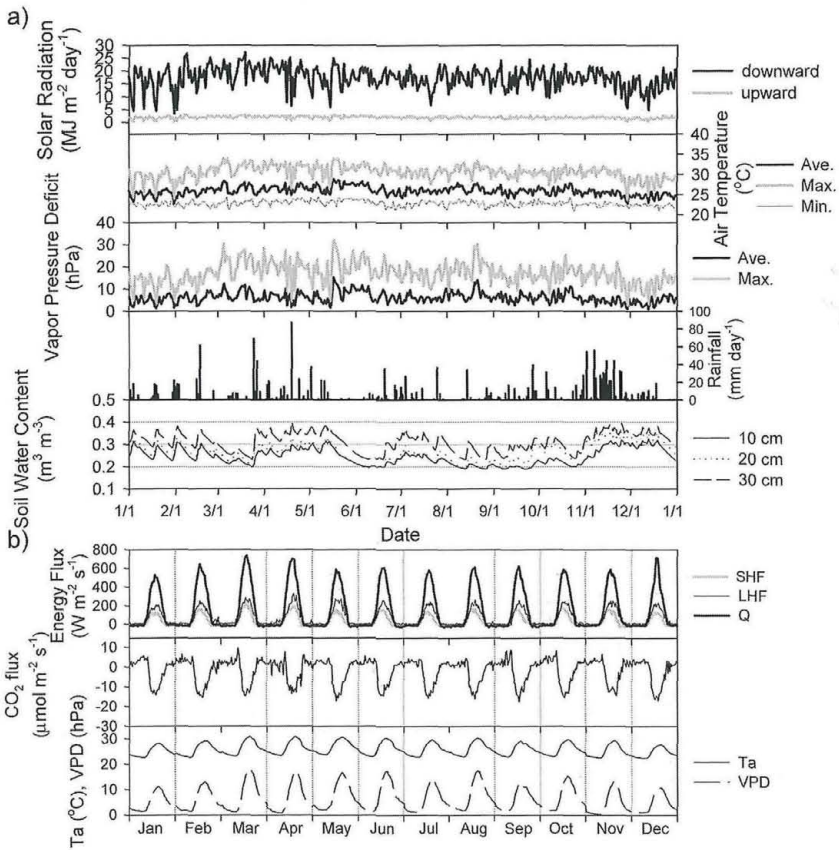 a)
Solar Radiation
(MJ m-2 day-1)
30
25
20
15
10
5
0
downward
upward
40
35
30
25
20
Air Temperature
(°C)
Ave.
Max.
Min.
Vapor Pressure Deficit
(hPa)
40
30
20
10
0
Ave.
Max.
100
80
60
40
20
0
Rainfall
(mm day-1)
Soil Water Content
(m3 m-3)
0.5
0.4
0.3
0.2
0.1
10 cm
20 cm
30 cm
1/1 2/1 3/1 4/1 5/1 6/1 7/1 8/1 9/1 10/1 11/1 12/1 1/1
Date
b)
Energy Flux
(W m-2 s-1)
800
600
400
200
0
SHF
LHF
Q
CO2 flux
(μmol m-2 s-1)
10
0
-10
-20
-30
Ta (°C), VPD (hPa)
30
20
10
0
Ta
VPD
Jan Feb Mar Apr May Jun Jul Aug Sep Oct Nov Dec